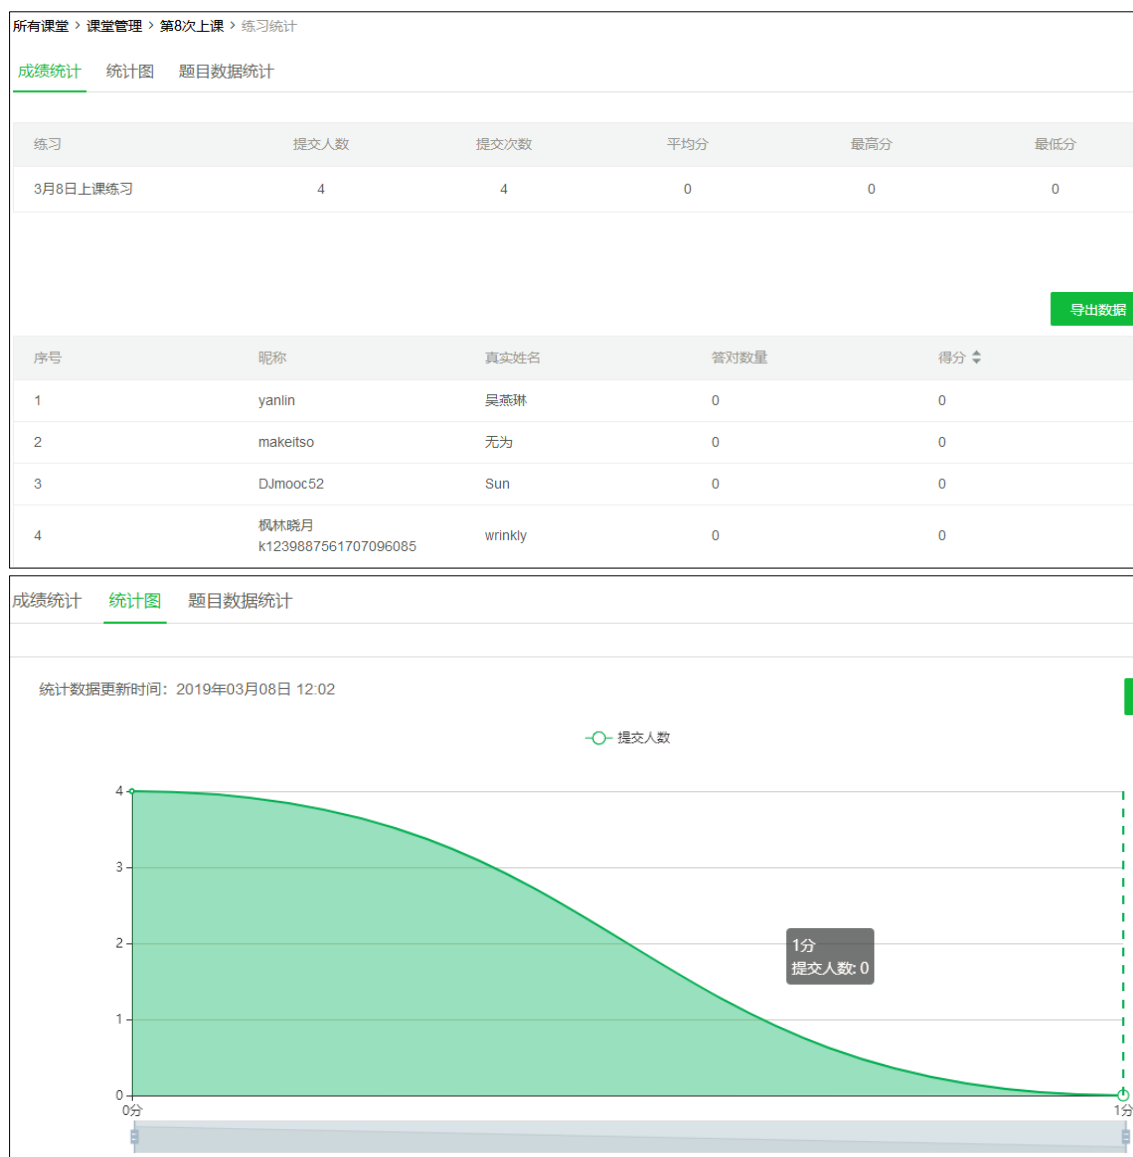 所有课堂 > 课堂管理 > 第8次上课 > 练习统计
成绩统计 统计图 题目数据统计
练习 提交人数 提交次数 平均分 最高分 最低分
3月8日上课练习 4 4 0 0 0
导出数据
序号 昵称 真实姓名 答对数量 得分
1 yanlin 吴燕琳 0 0
2 makeitso 无为 0 0
3 DJmooc52 Sun 0 0
4 枫林晓月 wrinkly 0 0
k1239887561707096085
成绩统计 统计图 题目数据统计
统计数据更新时间：2019年03月08日 12:02
提交人数
4
3
2
1
0
1分
提交人数: 0
0分 1分